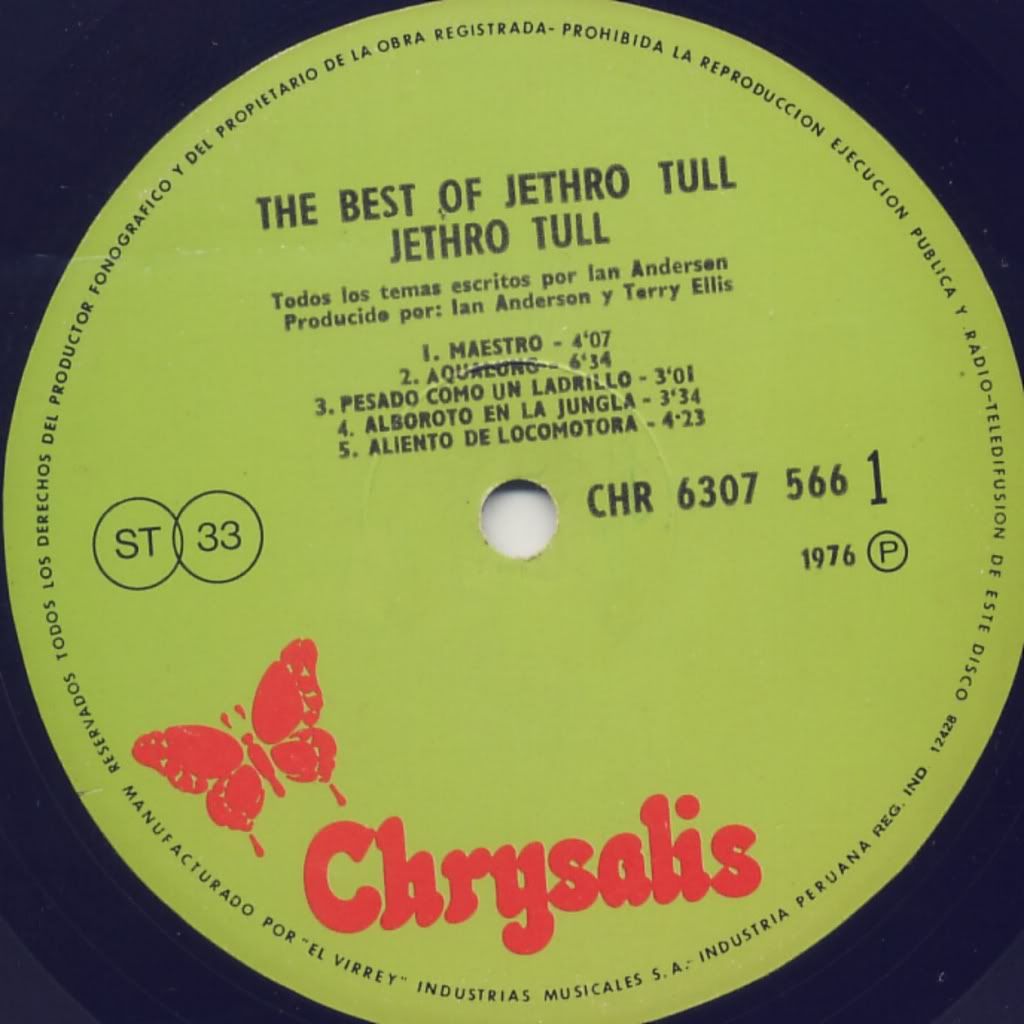 RESERVADOS TODOS LOS DERECHOS DEL PRODUCTOR FONOGRAFICO Y DEL PROPIETARIO DE LA OBRA REGISTRADA- PROHIBIDA LA REPRODUCCION EJECUCION PUBLICA Y RADIO-TELEDIFUSION DE ESTE DISCO
THE BEST OF JETHRO TULL
JETHRO TULL
Todos los temas escritos por Ian Anderson
Producido por: Ian Anderson y Terry Ellis
1. MAESTRO - 4'07
2. AQUALUNG - 6'34
3. PESADO COMO UN LADRILLO - 3'01
4. ALBOROTO EN LA JUNGLA - 3'34
5. ALIENTO DE LOCOMOTORA - 4·23
CHR 6307 566 1
ST 33
1976 Ⓟ
Chrysalis
MANUFACTURADO POR "EL VIRREY" INDUSTRIAS MUSICALES S.A.- INDUSTRIA PERUANA REG. IND. 12428